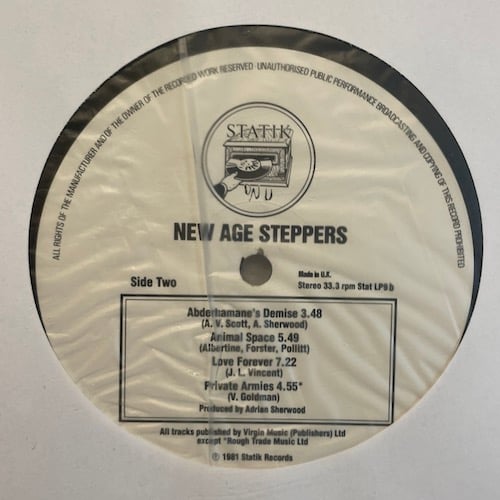 ALL RIGHTS OF THE MANUFACTURER AND OF THE OWNER OF THE RECORDED WORK RESERVED · UNAUTHORISED PUBLIC PERFORMANCE BROADCASTING AND COPYING OF THIS RECORD PROHIBITED
STATIK
ON U
NEW AGE STEPPERS
Side Two
Made in U.K.
Stereo 33.3 rpm Stat LP9 b
Abderhamane's Demise 3.48
(A. V. Scott, A. Sherwood)
Animal Space 5.49
(Albertine, Forster, Pollitt)
Love Forever 7.22
(J. L. Vincent)
Private Armies 4.55*
(V. Goldman)
Produced by Adrian Sherwood
All tracks published by Virgin Music (Publishers) Ltd
except *Rough Trade Music Ltd
℗ 1981 Statik Records